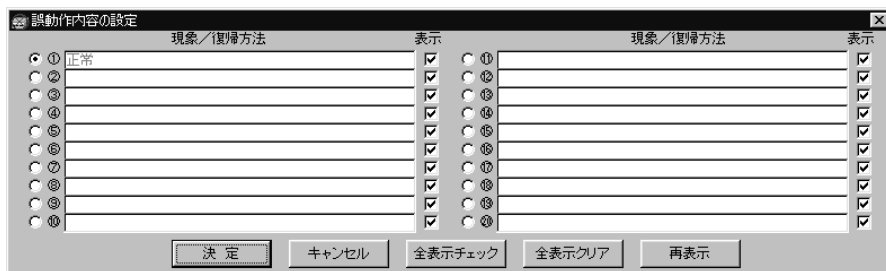 誤動作内容の設定
現象／復帰方法 表示 現象／復帰方法 表示
① 正常 ⑪
② ⑫
③ ⑬
④ ⑭
⑤ ⑮
⑥ ⑯
⑦ ⑰
⑧ ⑱
⑨ ⑲
⑩ ⑳
決 定 キャンセル 全表示チェック 全表示クリア 再表示